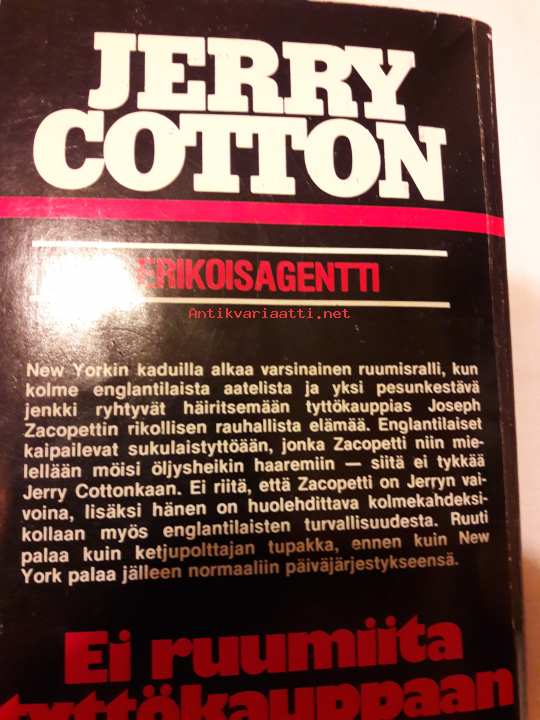 JERRY
COTTON
ERIKOISAGENTTI
Antikvariaatti.net
New Yorkin kaduilla alkaa varsinainen ruumisralli, kun
kolme englantilaista aatelista ja yksi pesunkestävä
jenkki ryhtyvät häiritsemään tyttökauppias Joseph
Zacopettin rikollisen rauhallista elämää. Englantilaiset
kaipailevat sukulaistyttöään, jonka Zacopetti niin mie-
lellään möisi öljysheikin haaremiin — siitä ei tykkää
Jerry Cottonkaan. Ei riitä, että Zacopetti on Jerryn vai-
voina, lisäksi hänen on huolehdittava kolmekahdeksi-
kollaan myös englantilaisten turvallisuudesta. Ruuti
palaa kuin ketjupolttajan tupakka, ennen kuin New
York palaa jälleen normaaliin päiväjärjestykseensä.
Ei ruumiita
tyttökauppaan